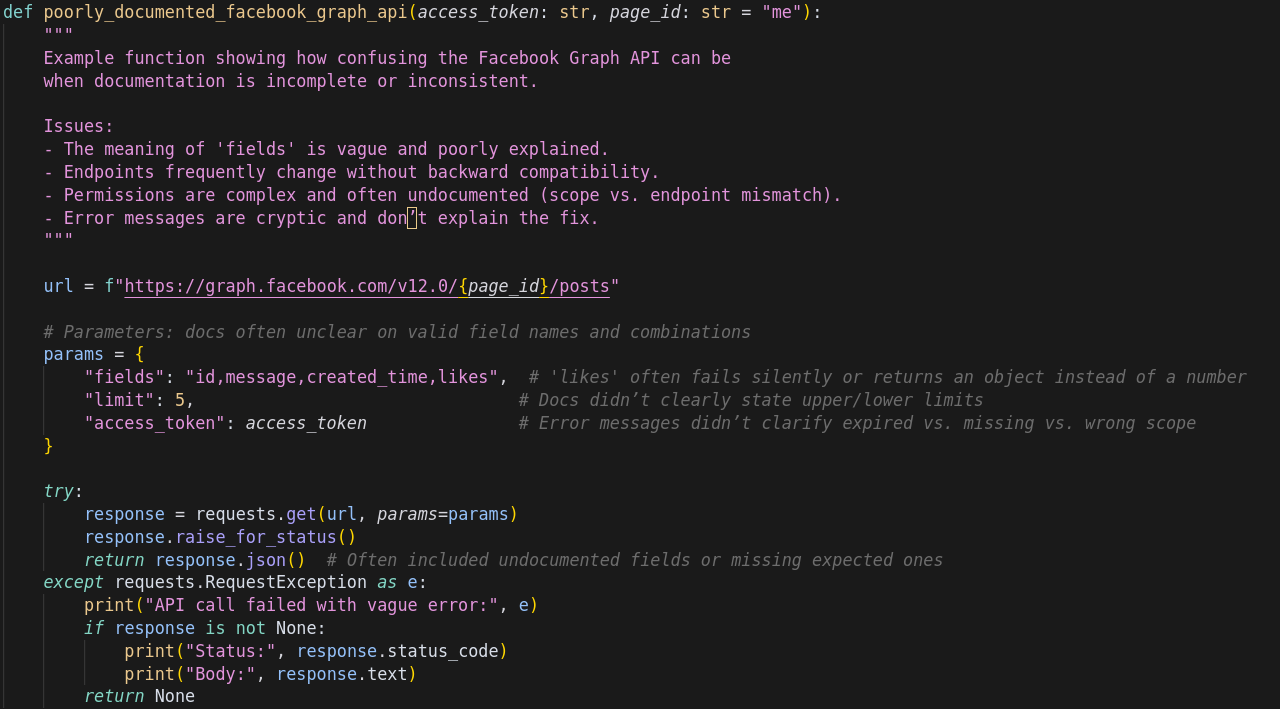 def poorly_documented_facebook_graph_api(access_token: str, page_id: str = "me"):
    """
    Example function showing how confusing the Facebook Graph API can be
    when documentation is incomplete or inconsistent.

    Issues:
    - The meaning of 'fields' is vague and poorly explained.
    - Endpoints frequently change without backward compatibility.
    - Permissions are complex and often undocumented (scope vs. endpoint mismatch).
    - Error messages are cryptic and don’t explain the fix.
    """

    url = f"https://graph.facebook.com/v12.0/{page_id}/posts"

    # Parameters: docs often unclear on valid field names and combinations
    params = {
        "fields": "id,message,created_time,likes",  # 'likes' often fails silently or returns an object instead of a number
        "limit": 5,                                # Docs didn’t clearly state upper/lower limits
        "access_token": access_token               # Error messages didn’t clarify expired vs. missing vs. wrong scope
    }

    try:
        response = requests.get(url, params=params)
        response.raise_for_status()
        return response.json()  # Often included undocumented fields or missing expected ones
    except requests.RequestException as e:
        print("API call failed with vague error:", e)
        if response is not None:
            print("Status:", response.status_code)
            print("Body:", response.text)
        return None